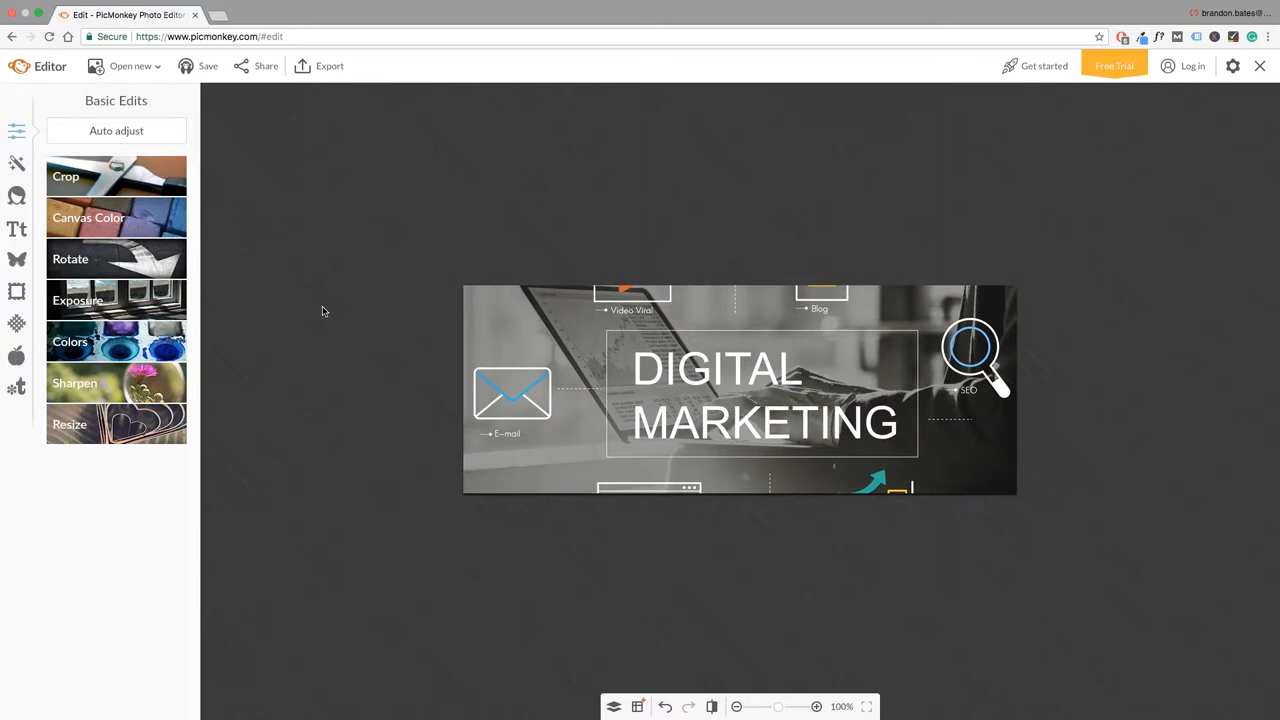 Edit - PicMonkey Photo Editor
brandon.bates@...
Secure https://www.picmonkey.com/#edit
Editor Open new Save Share Export Get started Free Trial Log in
Basic Edits
Auto adjust
Crop
Canvas Color
Rotate
Exposure
Colors
Sharpen
Resize
Tt
Video Viral
Blog
DIGITAL
MARKETING
SEO
E-mail
100%